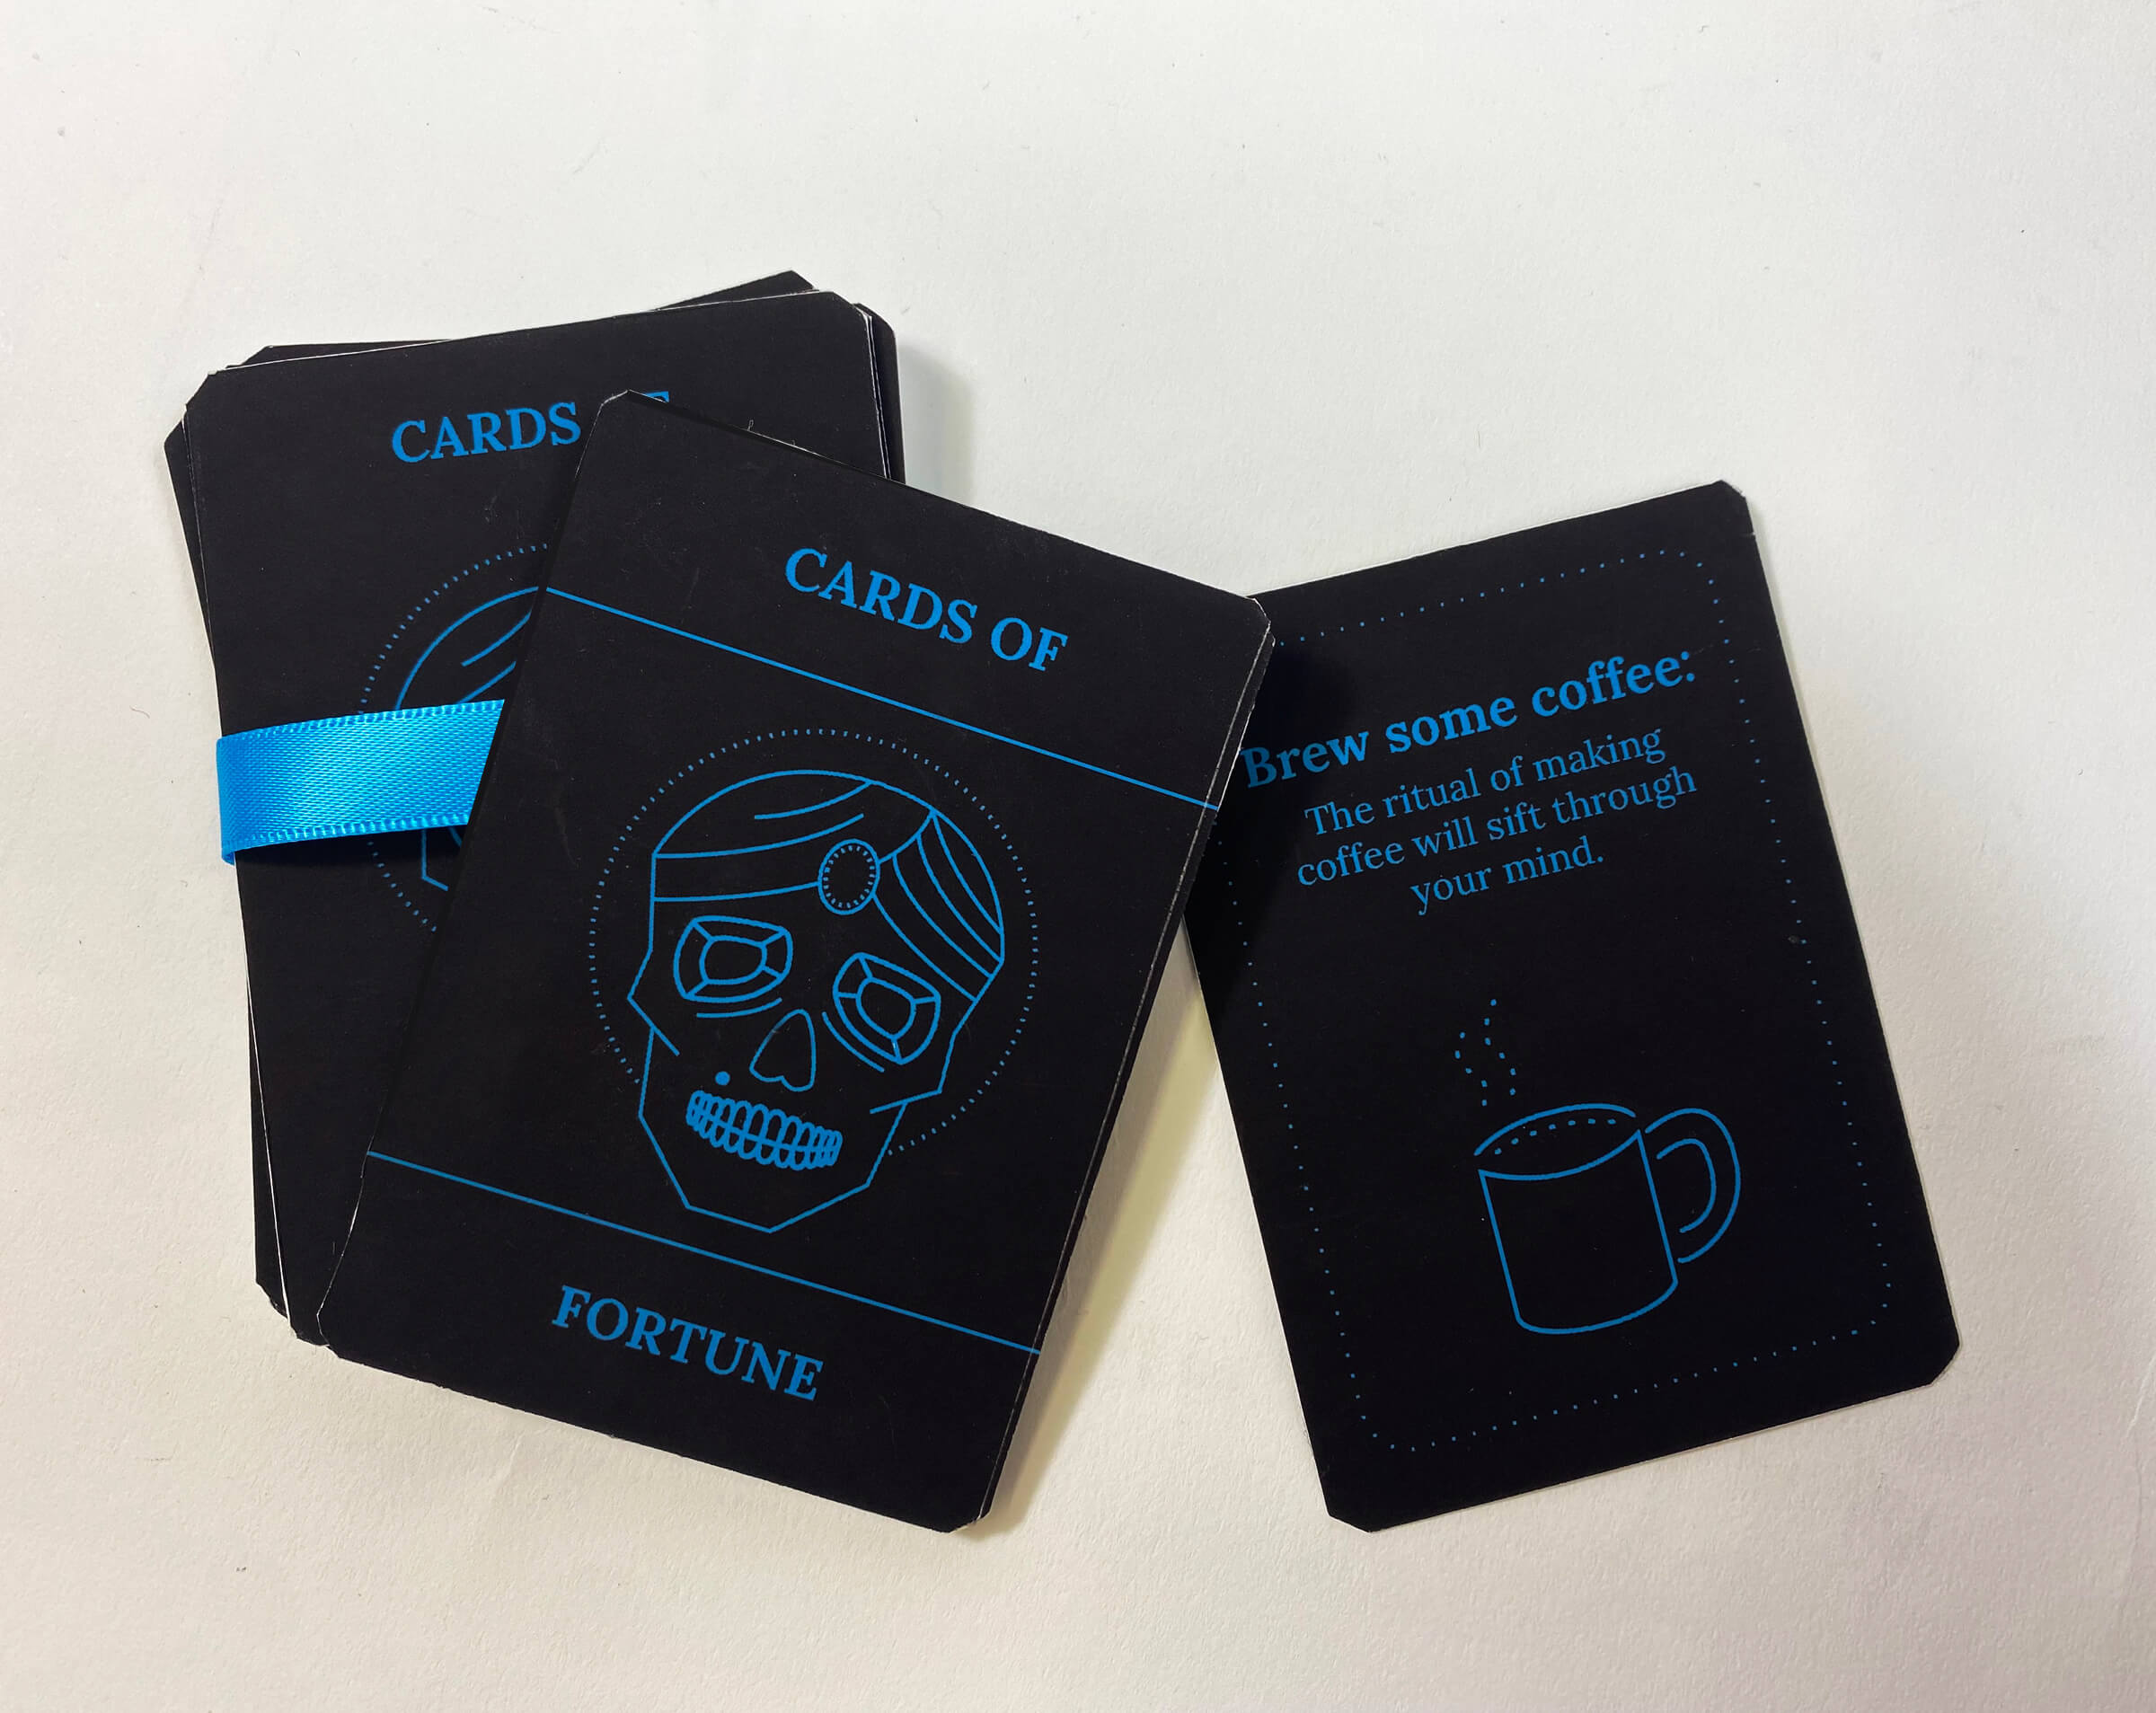 CARDS
CARDS OF
FORTUNE
Brew some coffee:
The ritual of making
coffee will sift through
your mind.